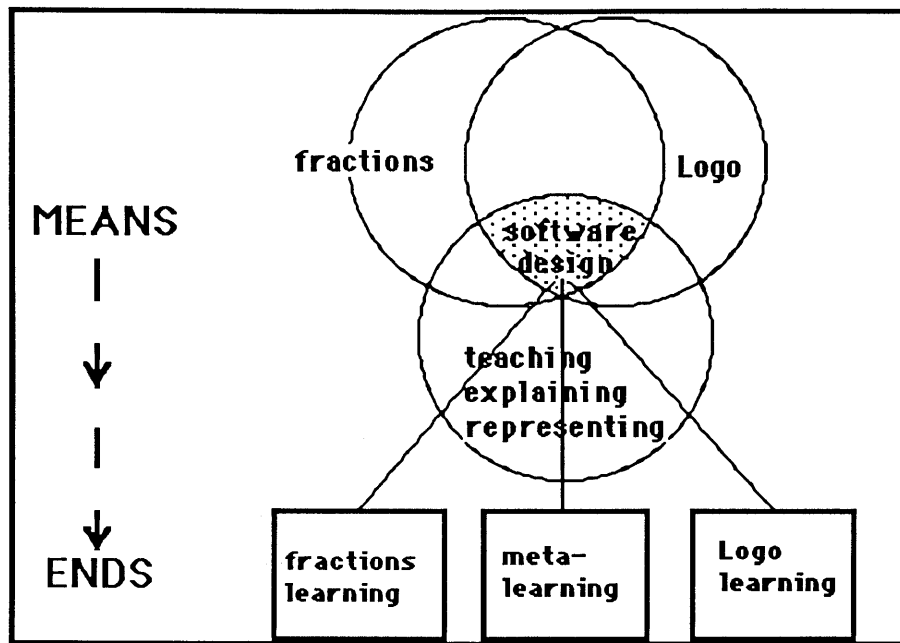 fractions
Logo
MEANS
software
design
teaching
explaining
representing
ENDS
fractions
learning
meta-
learning
Logo
learning